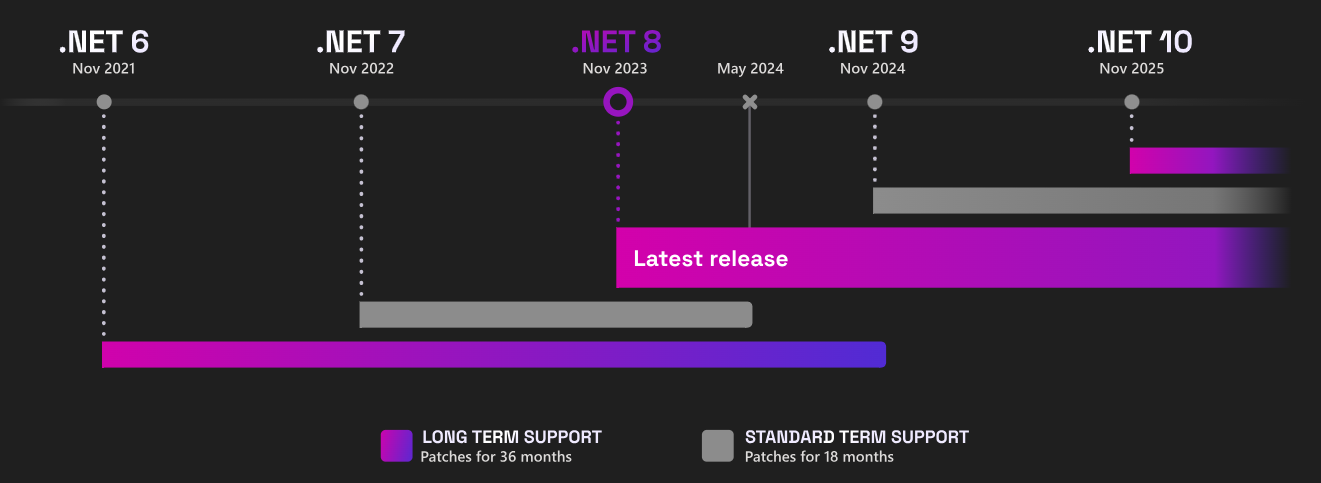 .NET 6
Nov 2021
.NET 7
Nov 2022
.NET 8
Nov 2023
May 2024
.NET 9
Nov 2024
.NET 10
Nov 2025
Latest release
LONG TERM SUPPORT
Patches for 36 months
STANDARD TERM SUPPORT
Patches for 18 months